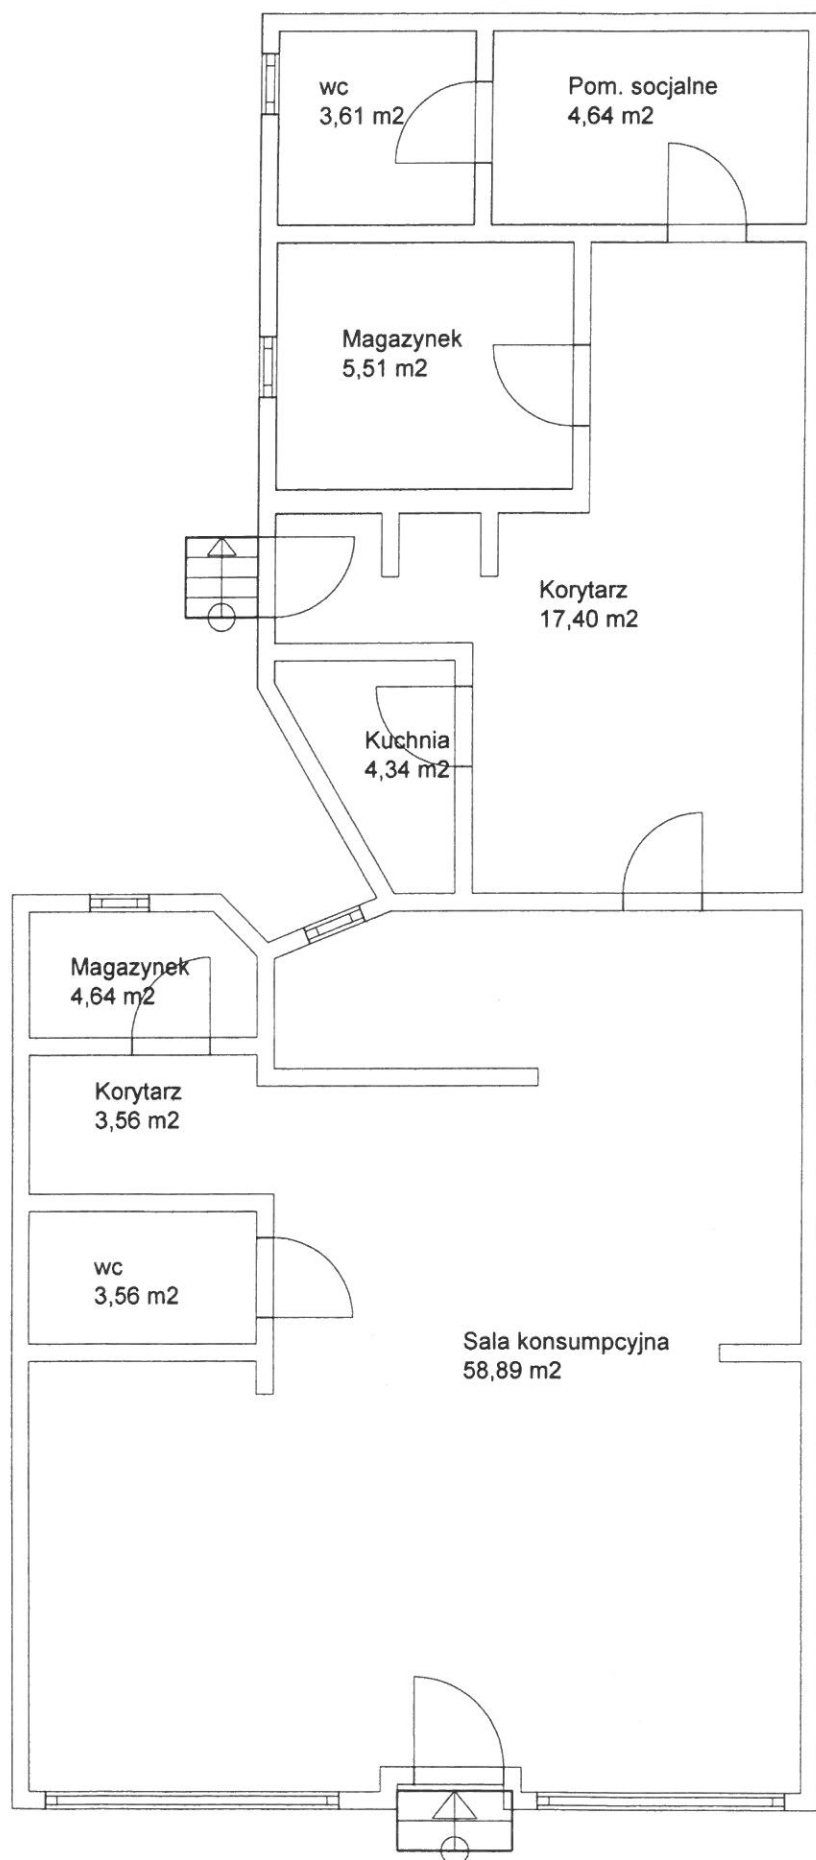 wc
3,61 m2
Pom. socjalne
4,64 m2
Magazynek
5,51 m2
Korytarz
17,40 m2
Kuchnia
4,34 m2
Magazynek
4,64 m2
Korytarz
3,56 m2
wc
3,56 m2
Sala konsumpcyjna
58,89 m2